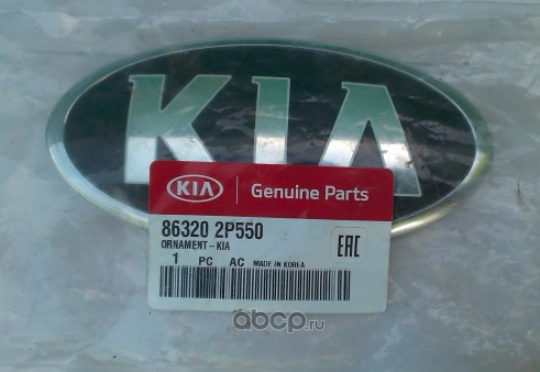 KIA
KIA Genuine Parts
86320 2P550
ORNAMENT-KIA
EAC
1 PC AC MADE IN KOREA
abcp.ru